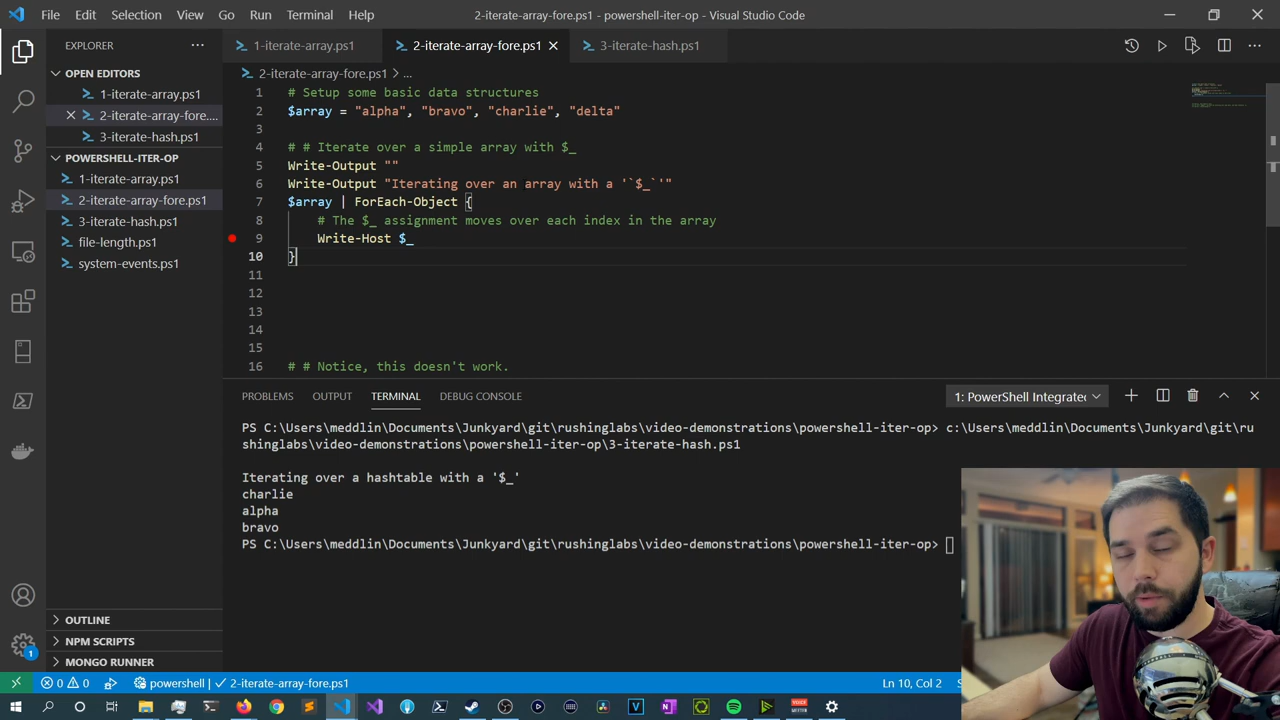 File Edit Selection View Go Run Terminal Help 2-iterate-array-fore.ps1 - powershell-iter-op - Visual Studio Code
EXPLORER
1-iterate-array.ps1 2-iterate-array-fore.ps1 3-iterate-hash.ps1
OPEN EDITORS
1-iterate-array.ps1
2-iterate-array-fore....
3-iterate-hash.ps1
POWERSHELL-ITER-OP
1-iterate-array.ps1
2-iterate-array-fore.ps1
3-iterate-hash.ps1
file-length.ps1
system-events.ps1
OUTLINE
NPM SCRIPTS
MONGO RUNNER
2-iterate-array-fore.ps1 > ...
1 # Setup some basic data structures
2 $array = "alpha", "bravo", "charlie", "delta"
3
4 # # Iterate over a simple array with $_
5 Write-Output ""
6 Write-Output "Iterating over an array with a '`$_`'"
7 $array | ForEach-Object {
8 # The $_ assignment moves over each index in the array
9 Write-Host $_
10 }
11
12
13
14
15
16 # # Notice, this doesn't work.
PROBLEMS OUTPUT TERMINAL DEBUG CONSOLE 1: PowerShell Integrated
PS C:\Users\meddlin\Documents\Junkyard\git\rushinglabs\video-demonstrations\powershell-iter-op> c:\Users\meddlin\Documents\Junkyard\git\ru
shinglabs\video-demonstrations\powershell-iter-op\3-iterate-hash.ps1
Iterating over a hashtable with a '$_'
charlie
alpha
bravo
PS C:\Users\meddlin\Documents\Junkyard\git\rushinglabs\video-demonstrations\powershell-iter-op>
1
0 0 powershell | 2-iterate-array-fore.ps1 Ln 10, Col 2